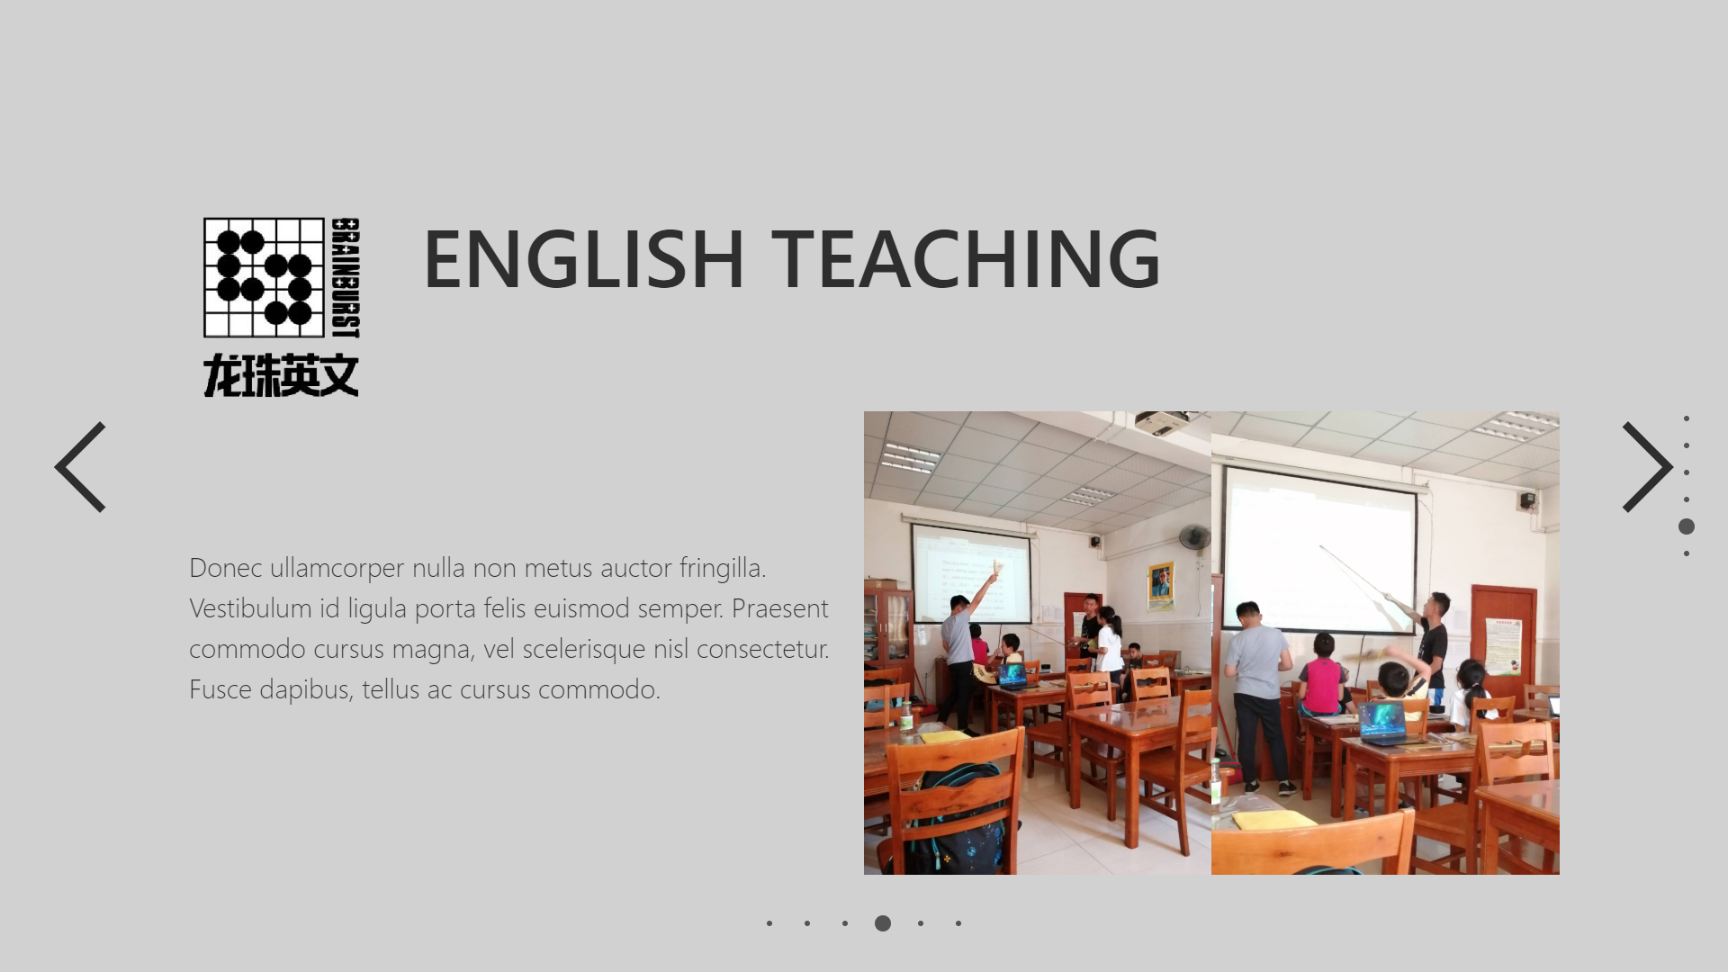 BRAINBURST
龙珠英文
ENGLISH TEACHING
Donec ullamcorper nulla non metus auctor fringilla.
Vestibulum id ligula porta felis euismod semper. Praesent
commodo cursus magna, vel scelerisque nisl consectetur.
Fusce dapibus, tellus ac cursus commodo.